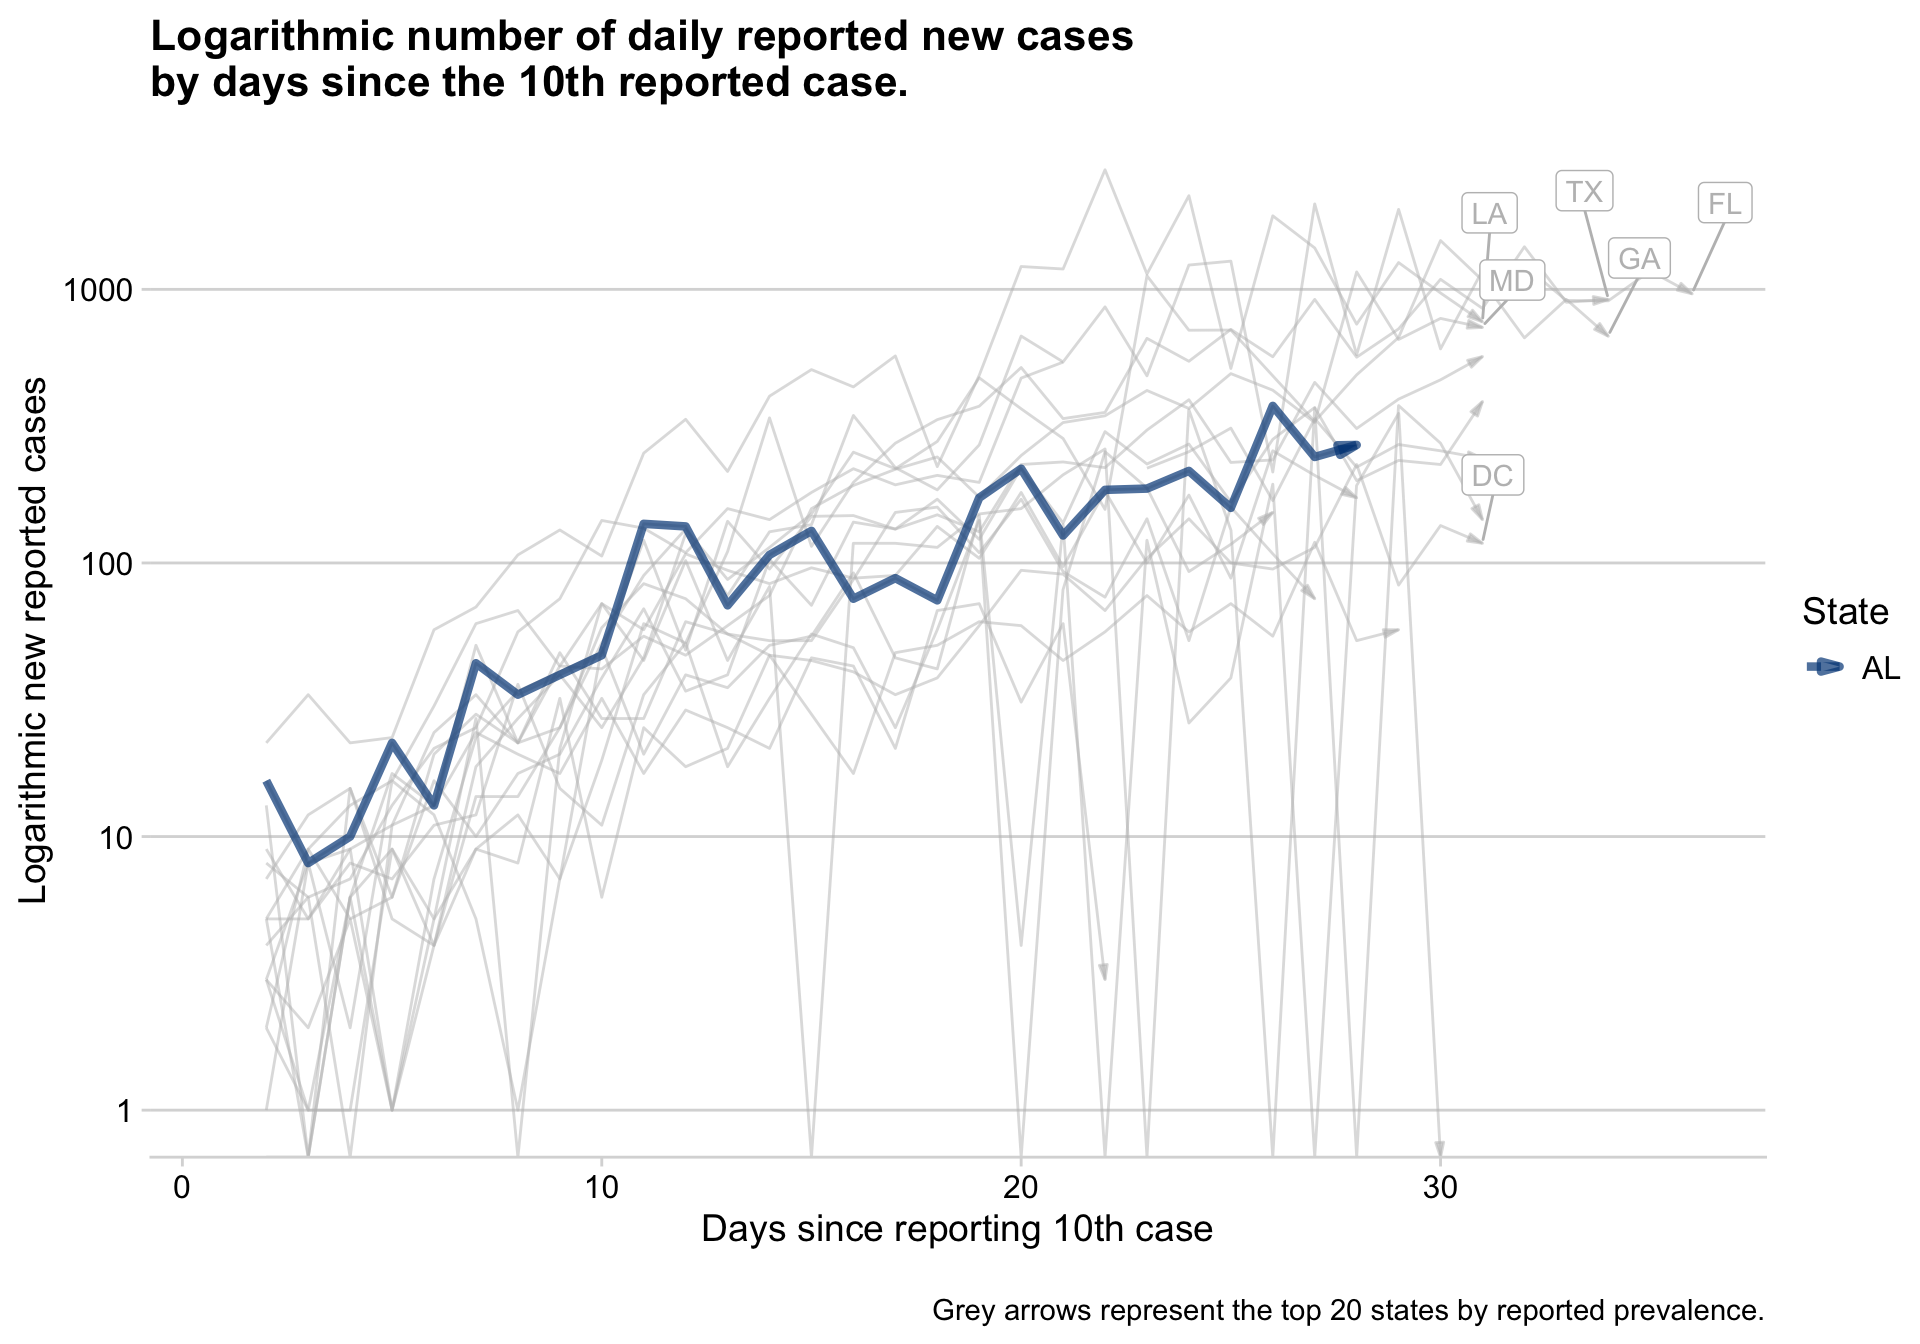 Logarithmic number of daily reported new cases
by days since the 10th reported case.
Logarithmic new reported cases
1000
100
10
1
LA
TX
FL
GA
MD
DC
State
AL
0
10
20
30
Days since reporting 10th case
Grey arrows represent the top 20 states by reported prevalence.